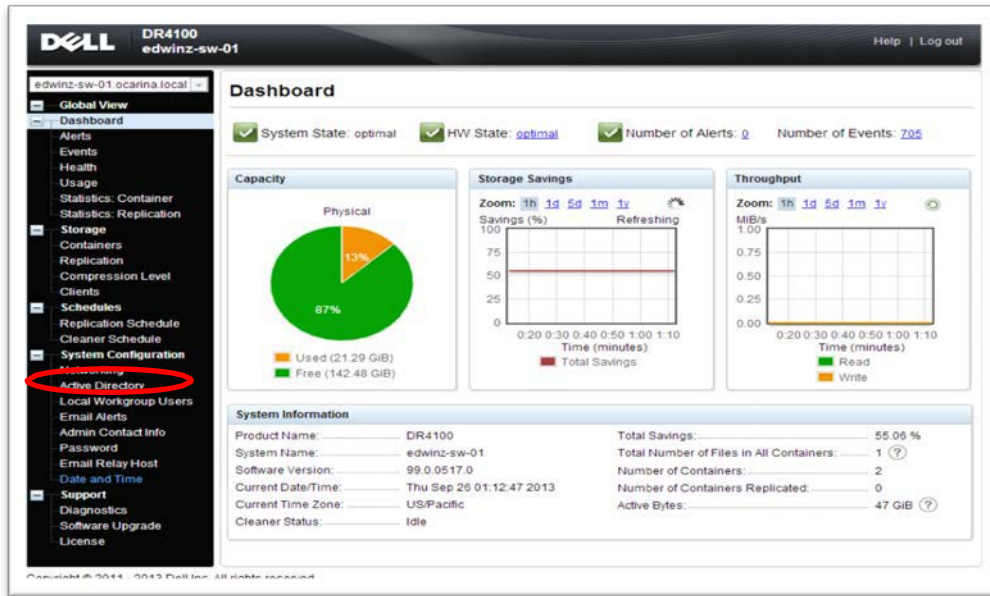 DELL DR4100
edwinz-sw-01
Help | Log out
edwinz-sw-01.ocarina.local
Global View
Dashboard
Alerts
Events
Health
Usage
Statistics: Container
Statistics: Replication
Storage
Containers
Replication
Compression Level
Clients
Schedules
Replication Schedule
Cleaner Schedule
System Configuration
Networking
Active Directory
Local Workgroup Users
Email Alerts
Admin Contact Info
Password
Email Relay Host
Date and Time
Support
Diagnostics
Software Upgrade
License
Dashboard
System State: optimal HW State: optimal Number of Alerts: 0 Number of Events: 705
Capacity
Physical
13%
87%
Used (21.29 GiB)
Free (142.48 GiB)
Storage Savings
Zoom: 1h 1d 5d 1m 1y
Savings (%) Refreshing
100
75
50
25
0
0:20 0:30 0:40 0:50 1:00 1:10
Time (minutes)
Total Savings
Throughput
Zoom: 1h 1d 5d 1m 1y
MiB/s
1.00
0.75
0.50
0.25
0.00
0:20 0:30 0:40 0:50 1:00 1:10
Time (minutes)
Read
Write
System Information
Product Name: DR4100
System Name: edwinz-sw-01
Software Version: 99.0.0517.0
Current Date/Time: Thu Sep 26 01:12:47 2013
Current Time Zone: US/Pacific
Cleaner Status: Idle
Total Savings: 55.06 %
Total Number of Files in All Containers: 1 ?
Number of Containers: 2
Number of Containers Replicated: 0
Active Bytes: 47 GiB ?
Copyright © 2011 - 2013 Dell Inc. All rights reserved.